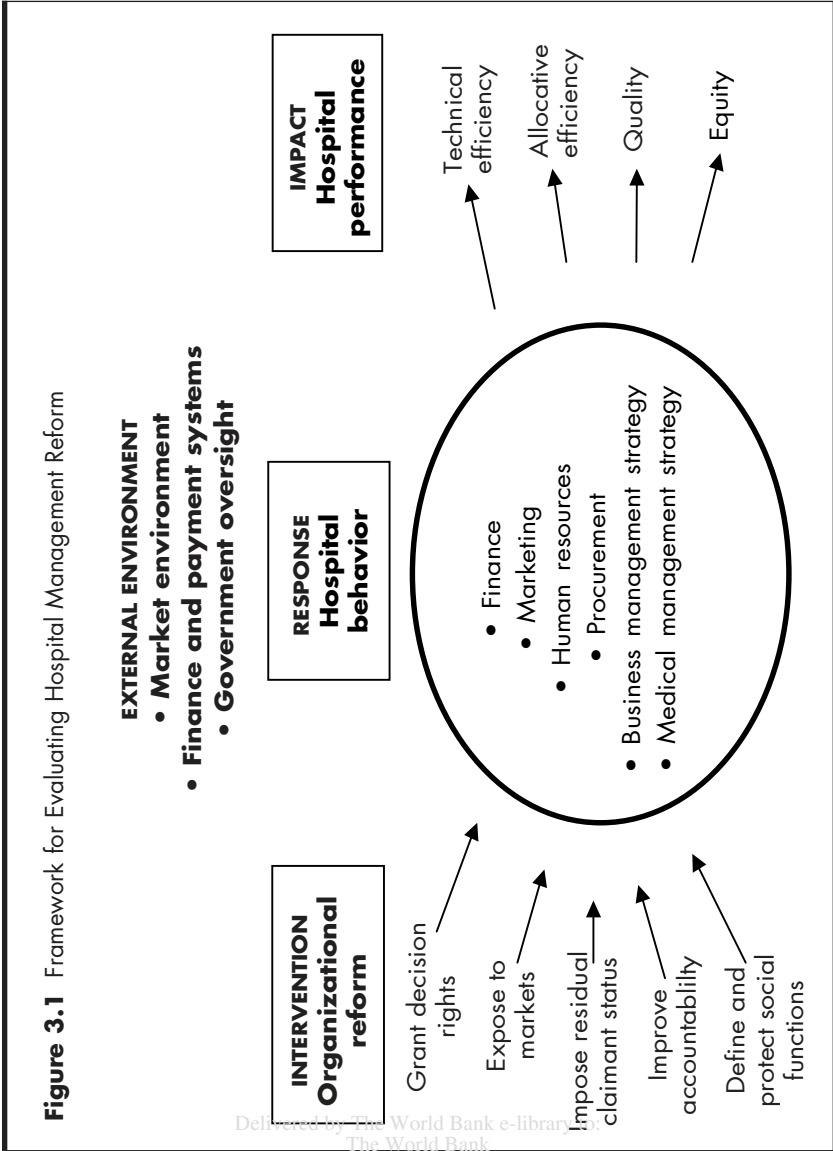 Figure 3.1 Framework for Evaluating Hospital Management Reform
EXTERNAL ENVIRONMENT
• Market environment
• Finance and payment systems
• Government oversight
INTERVENTION
Organizational
reform
RESPONSE
Hospital
behavior
IMPACT
Hospital
performance
Grant decision
rights
Expose to
markets
Impose residual
claimant status
Improve
accountablilty
Define and
protect social
functions
• Finance
• Marketing
• Human resources
• Procurement
• Business management strategy
• Medical management strategy
Technical
efficiency
Allocative
efficiency
Quality
Equity
Delivered by The World Bank e-library to:
The World Bank